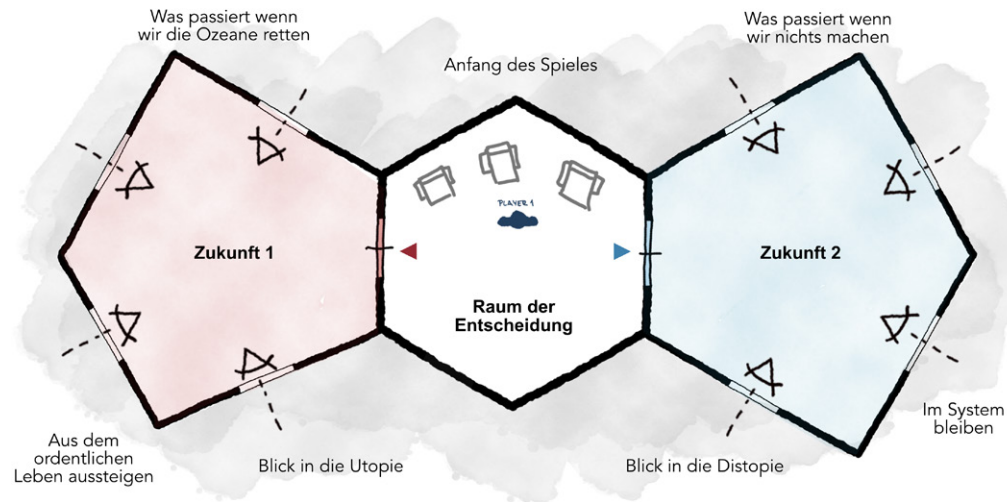 Was passiert wenn
wir die Ozeane retten
Anfang des Spieles
Was passiert wenn
wir nichts machen
PLAYER 1
Zukunft 1
Raum der
Entscheidung
Zukunft 2
Aus dem
ordentlichen
Leben aussteigen
Blick in die Utopie
Blick in die Distopie
Im System
bleiben